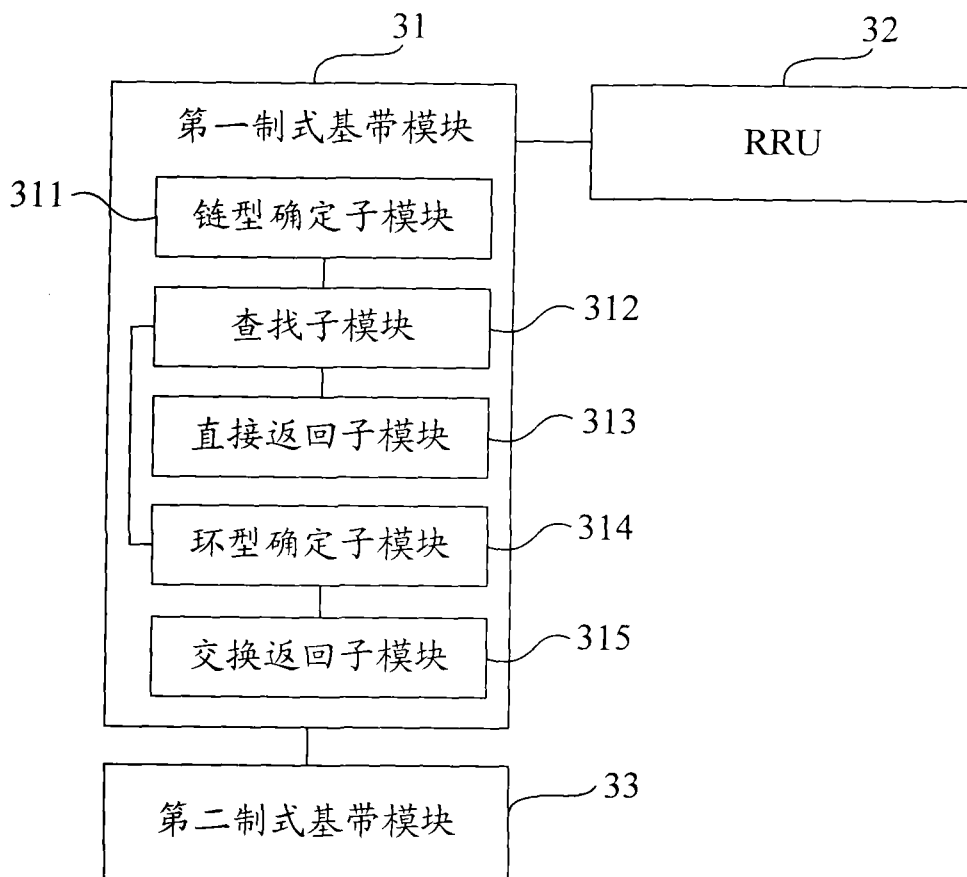 31
32
第一制式基带模块
RRU
311
链型确定子模块
查找子模块
312
直接返回子模块
313
环型确定子模块
314
交换返回子模块
315
第二制式基带模块
33